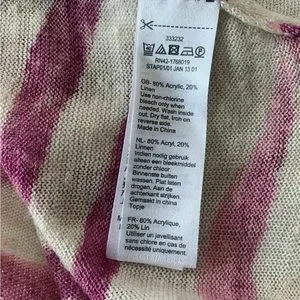 333232
RN42-1768019
STAP01/01 JAN 13 01
GB- 80% Acrylic, 20%
Linen
Use non-chlorine
bleach only when
needed. Wash inside
out. Dry flat. Iron on
reverse side.
Made in China
NL- 80% Acryl, 20%
Linnen
Indien nodig gebruik
alleen een bleekmiddel
zonder chloor
Binnenste buiten
wassen. Plat laten
drogen. Aan de
achterkant strijken.
Gemaakt in China
Topje
FR- 80% Acrylique,
20% Lin
Utiliser un javellisant
sans chlore en cas de
nécessité uniquement.